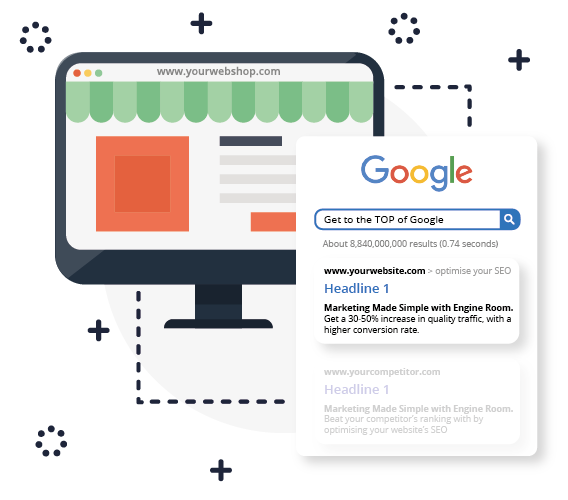 www.yourwebshop.com
Google
Get to the TOP of Google
About 8,840,000,000 results (0.74 seconds)
www.yourwebsite.com > optimise your SEO
Headline 1
Marketing Made Simple with Engine Room.
Get a 30-50% increase in quality traffic, with a
higher conversion rate.
www.yourcompetitor.com
Headline 1
Marketing Made Simple with Engine Room.
Beat your competitor's ranking with by
optimising your website's SEO